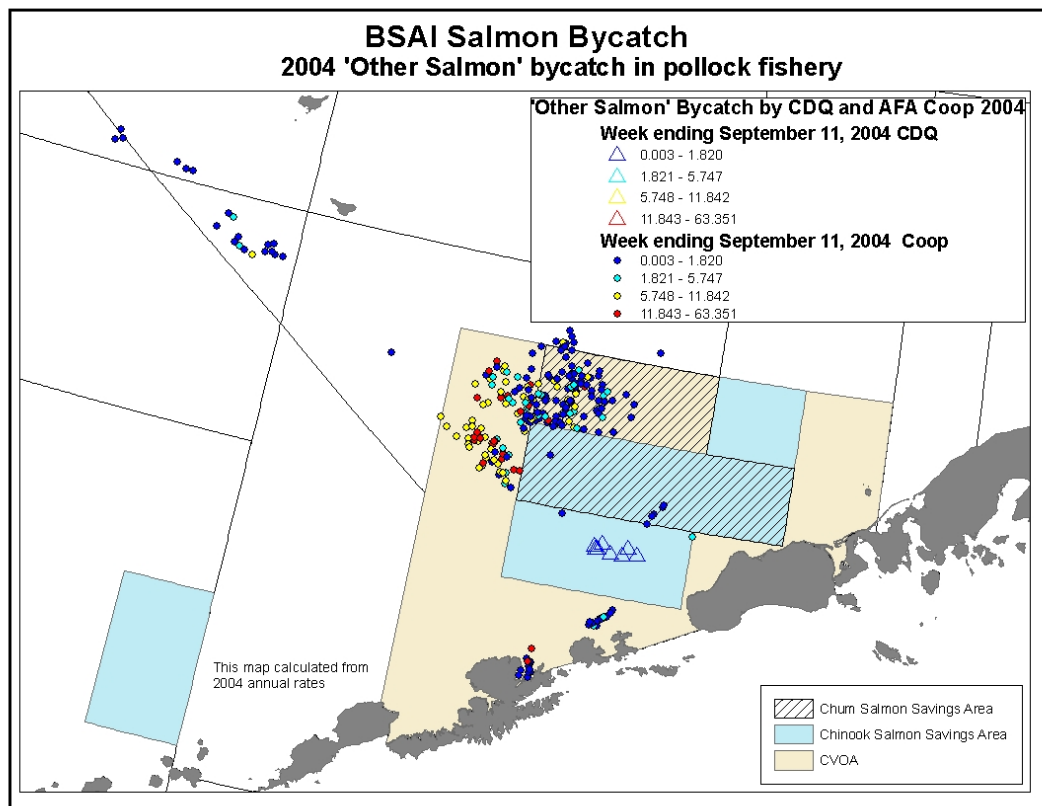 BSAI Salmon Bycatch
2004 'Other Salmon' bycatch in pollock fishery
'Other Salmon' Bycatch by CDQ and AFA Coop 2004
Week ending September 11, 2004 CDQ
0.003 - 1.820
1.821 - 5.747
5.748 - 11.842
11.843 - 63.351
Week ending September 11, 2004 Coop
0.003 - 1.820
1.821 - 5.747
5.748 - 11.842
11.843 - 63.351
This map calculated from
2004 annual rates
Chum Salmon Savings Area
Chinook Salmon Savings Area
CVOA